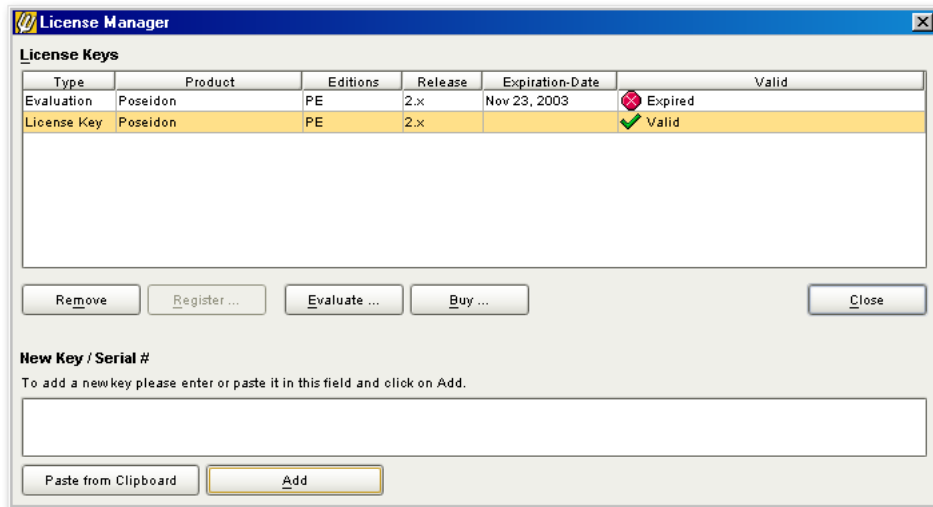 License Manager
License Keys
Type Product Editions Release Expiration-Date Valid
Evaluation Poseidon PE 2.x Nov 23, 2003 Expired
License Key Poseidon PE 2.x Valid
Remove Register ... Evaluate ... Buy ... Close
New Key / Serial #
To add a new key please enter or paste it in this field and click on Add.
Paste from Clipboard Add